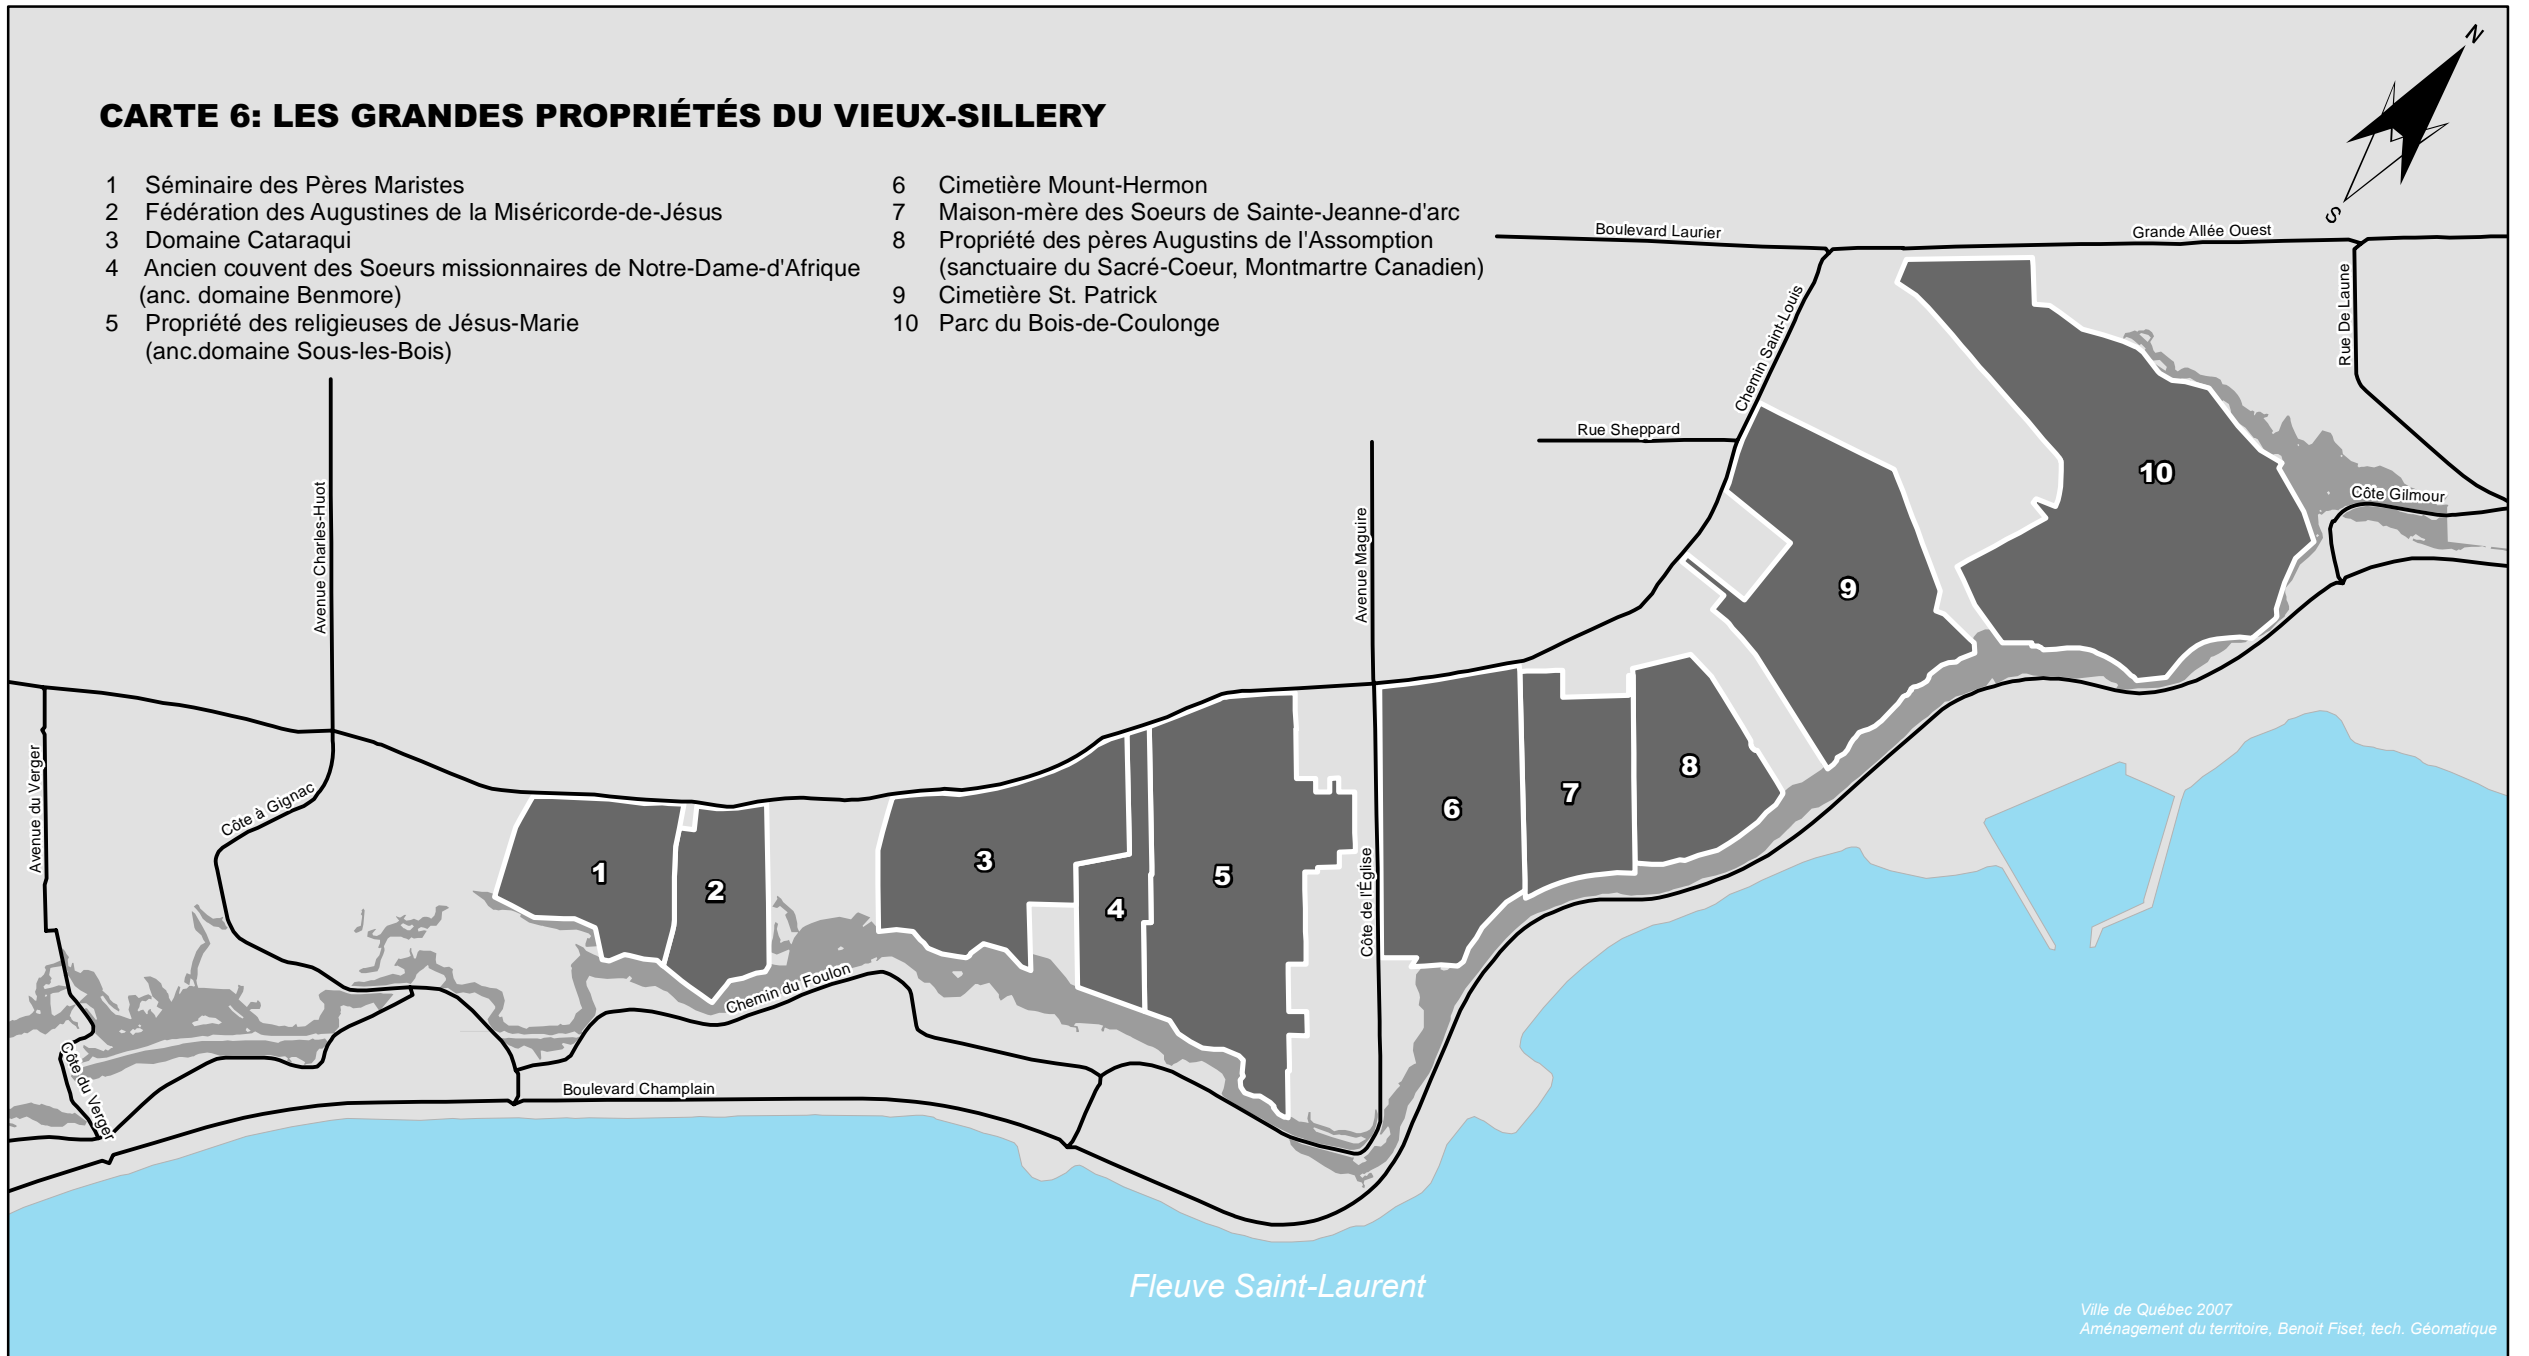 CARTE 6: LES GRANDES PROPRIÉTÉS DU VIEUX-SILLERY
1 Séminaire des Pères Maristes
2 Fédération des Augustines de la Miséricorde-de-Jésus
3 Domaine Cataraqui
4 Ancien couvent des Soeurs missionnaires de Notre-Dame-d'Afrique
(anc. domaine Benmore)
5 Propriété des religieuses de Jésus-Marie
(anc.domaine Sous-les-Bois)
6 Cimetière Mount-Hermon
7 Maison-mère des Soeurs de Sainte-Jeanne-d'arc
8 Propriété des pères Augustins de l'Assomption
(sanctuaire du Sacré-Coeur, Montmartre Canadien)
9 Cimetière St. Patrick
10 Parc du Bois-de-Coulonge
N
S
Boulevard Laurier
Grande Allée Ouest
Rue De Laune
Chemin Saint-Louis
Rue Sheppard
Côte Gilmour
Avenue Charles-Huot
Avenue Maguire
Avenue du Verger
Côte à Gignac
Côte de l'Église
Chemin du Foulon
Côte du Verger
Boulevard Champlain
1
2
3
4
5
6
7
8
9
10
Fleuve Saint-Laurent
Ville de Québec 2007
Aménagement du territoire, Benoit Fiset, tech. Géomatique